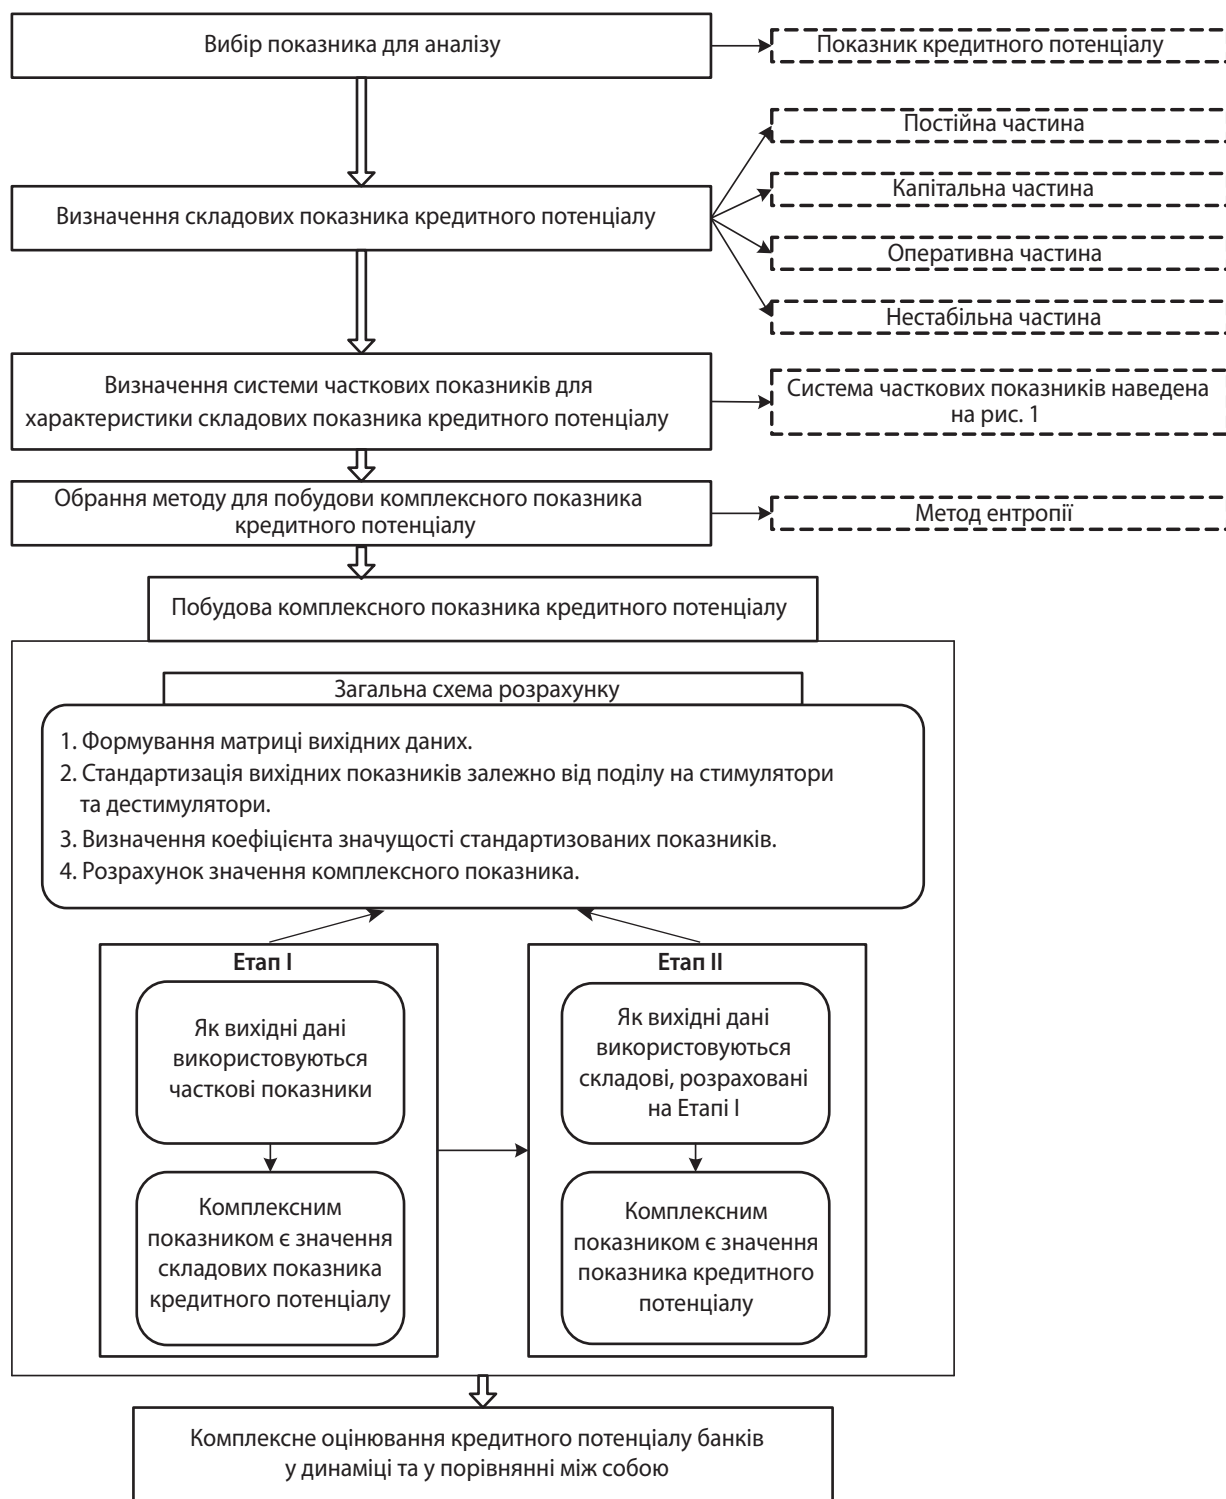 Вибір показника для аналізу
Показник кредитного потенціалу
Постійна частина
Капітальна частина
Визначення складових показника кредитного потенціалу
Оперативна частина
Нестабільна частина
Визначення системи часткових показників для
характеристики складових показника кредитного потенціалу
Система часткових показників наведена
на рис. 1
Обрання методу для побудови комплексного показника
кредитного потенціалу
Метод ентропії
Побудова комплексного показника кредитного потенціалу
Загальна схема розрахунку
1. Формування матриці вихідних даних.
2. Стандартизація вихідних показників залежно від поділу на стимулятори
та дестимулятори.
3. Визначення коефіцієнта значущості стандартизованих показників.
4. Розрахунок значення комплексного показника.
Етап I
Як вихідні дані
використовуються
часткові показники
Комплексним
показником є значення
складових показника
кредитного потенціалу
Етап II
Як вихідні дані
використовуються
складові, розраховані
на Етапі I
Комплексним
показником є значення
показника кредитного
потенціалу
Комплексне оцінювання кредитного потенціалу банків
у динаміці та у порівнянні між собою